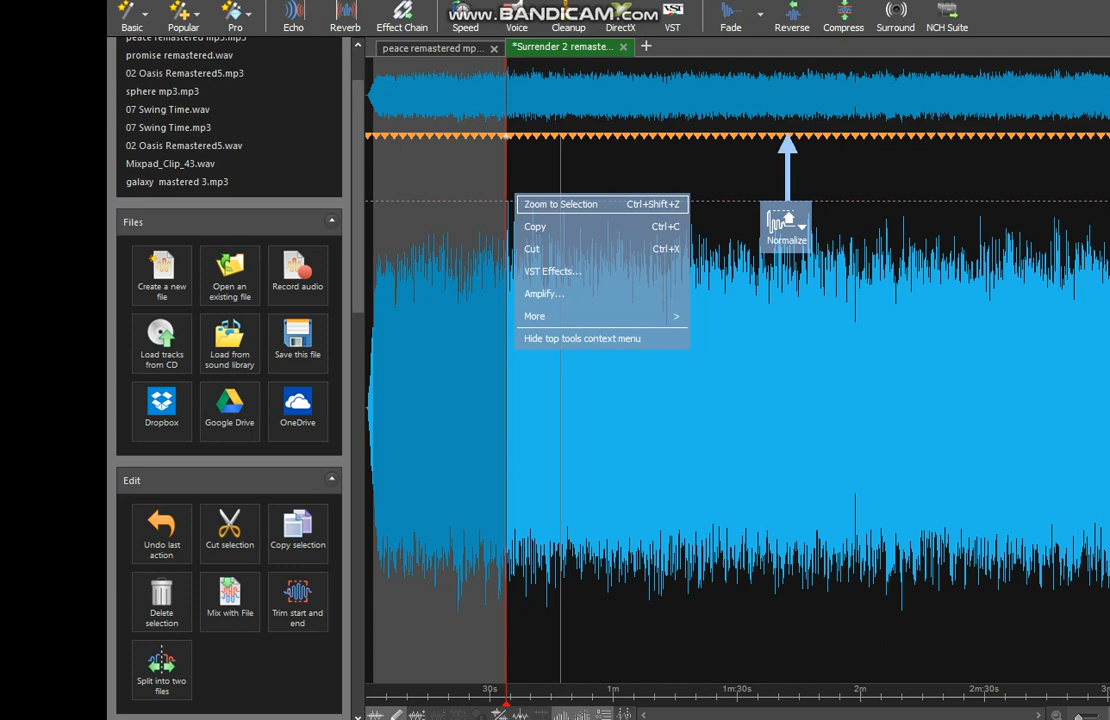 www.BANDICAM.com
Basic
Popular
Pro
Echo
Reverb
Effect Chain
Speed
Voice
Cleanup
DirectX
VST
Fade
Reverse
Compress
Surround
NCH Suite
peace remastered mp3.mp3
promise remastered.wav
02 Oasis Remastered5.mp3
sphere mp3.mp3
07 Swing Time.wav
07 Swing Time.mp3
02 Oasis Remastered5.wav
Mixpad_Clip_43.wav
galaxy mastered 3.mp3
peace remastered mp...
*Surrender 2 remaste...
Files
Create a new
file
Open an
existing file
Record audio
Load tracks
from CD
Load from
sound library
Save this file
Dropbox
Google Drive
OneDrive
Edit
Undo last
action
Cut selection
Copy selection
Delete
selection
Mix with File
Trim start and
end
Split into two
files
Zoom to Selection Ctrl+Shift+Z
Copy Ctrl+C
Cut Ctrl+X
VST Effects...
Amplify...
More >
Hide top tools context menu
Normalize
30s
1m
1m:30s
2m
2m:30s